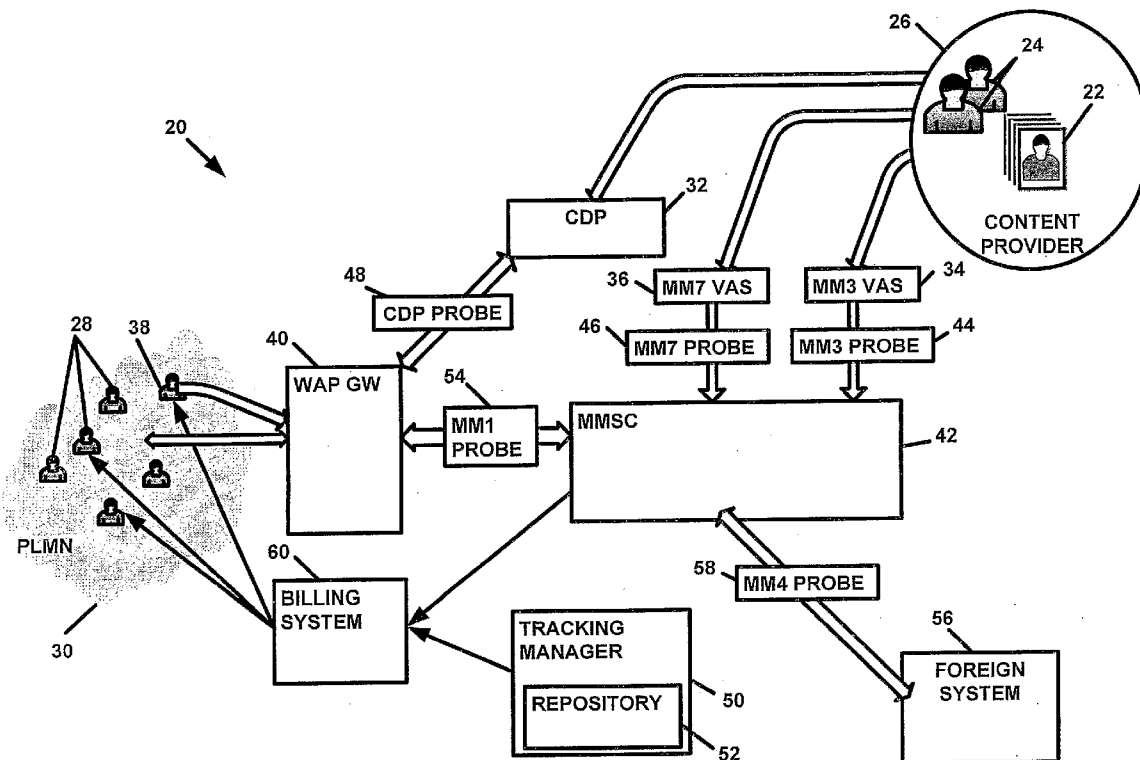 26
24
22
20
CONTENT
PROVIDER
32
CDP
48
CDP PROBE
36
MM7 VAS
MM3 VAS
34
46
MM7 PROBE
MM3 PROBE
44
28
38
40
WAP GW
54
MM1
PROBE
MMSC
42
PLMN
30
60
BILLING
SYSTEM
58
MM4 PROBE
TRACKING
MANAGER
50
REPOSITORY
52
56
FOREIGN
SYSTEM